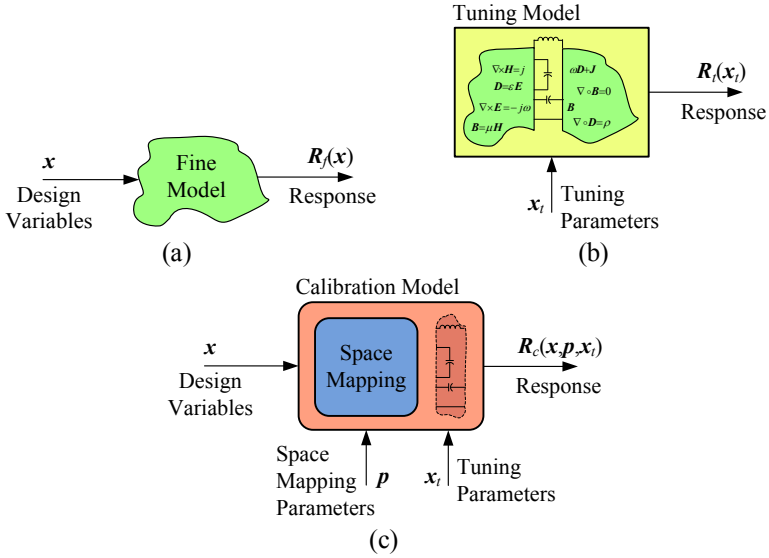 x
Design
Variables
Fine
Model
R_f(x)
Response
(a)
Tuning Model
∇×H=j
D=εE
∇×E=−jω
B=μH
ωD+J
∇∘B=0
B
∇∘D=ρ
R_t(x_t)
Response
x_t
Tuning
Parameters
(b)
Calibration Model
x
Design
Variables
Space
Mapping
R_c(x,p,x_t)
Response
Space
Mapping
Parameters
p
x_t
Tuning
Parameters
(c)